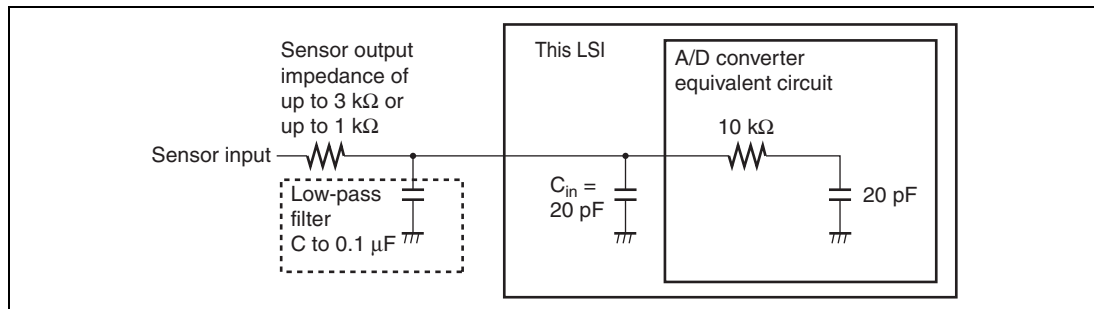 Sensor output
impedance of
up to 3 kΩ or
up to 1 kΩ
Sensor input
Low-pass
filter
C to 0.1 μF
This LSI
Cin =
20 pF
A/D converter
equivalent circuit
10 kΩ
20 pF